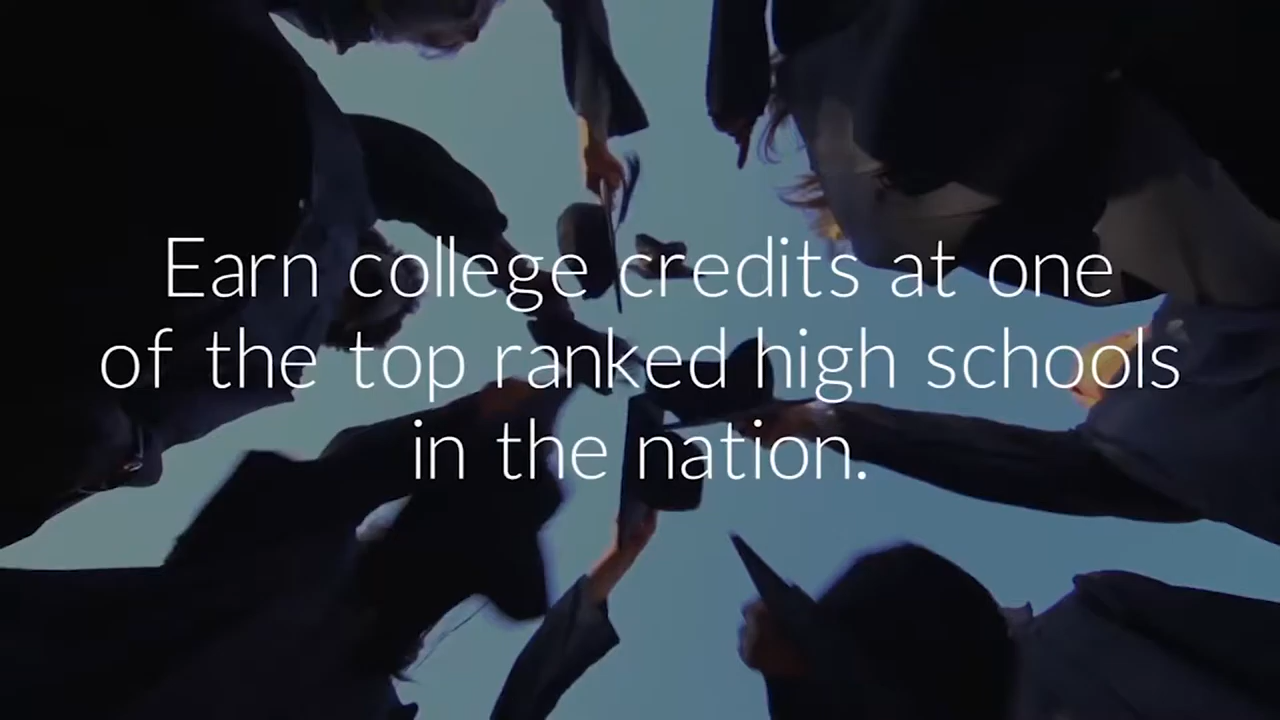 Earn college credits at one
of the top ranked high schools
in the nation.